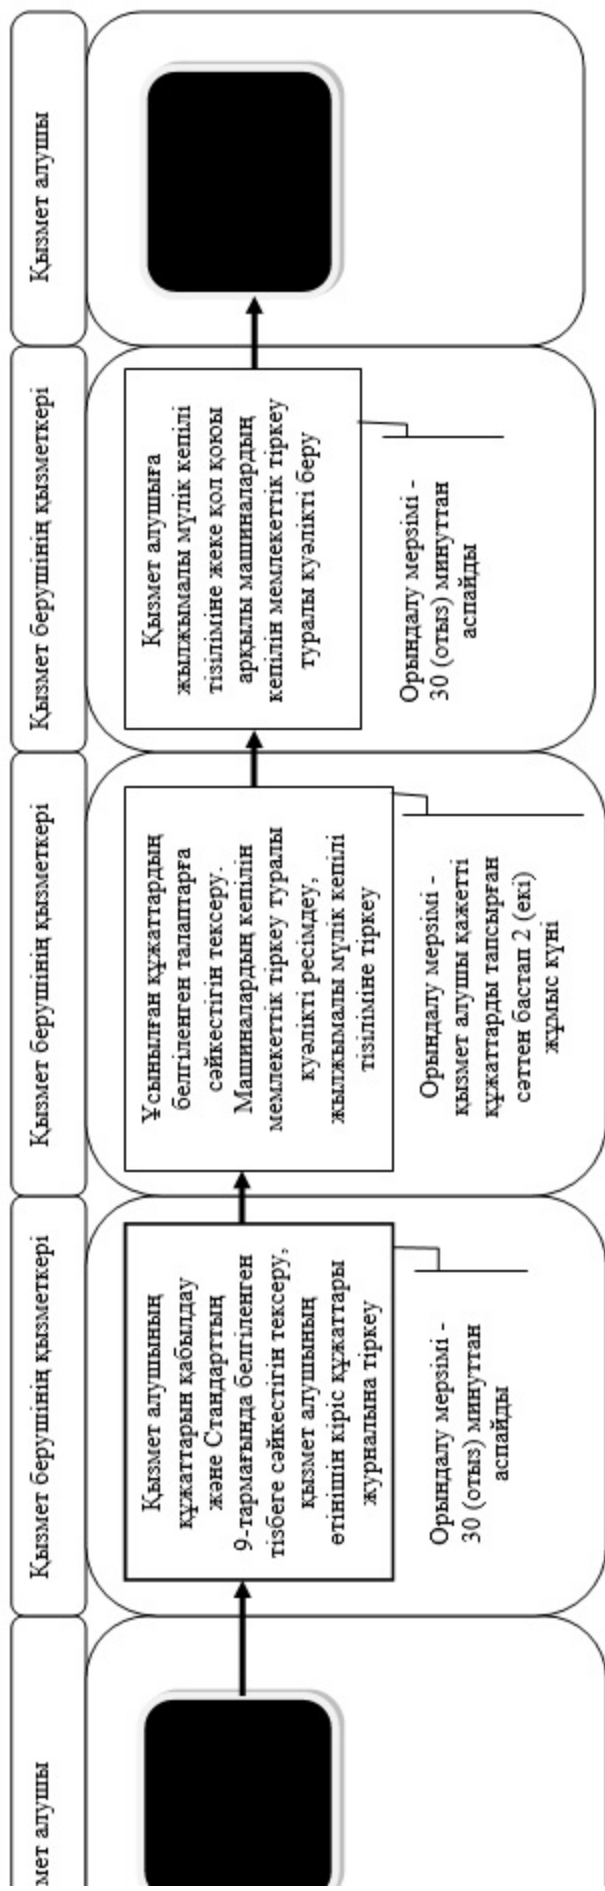 мет алушы
Қызмет берушінің қызметкері
Қызмет алушының
құжаттарын қабылдау
және Стандарттың
9-тармағында белгіленген
тізбеге сәйкестігін тексеру,
қызмет алушының
өтінішін кіріс құжаттары
журналына тіркеу
Орындалу мерзімі -
30 (отыз) минуттан
аспайды
Қызмет берушінің қызметкері
Ұсынылған құжаттардың
белгіленген талаптарға
сәйкестігін тексеру.
Машиналардың кепілін
мемлекеттік тіркеу туралы
куәлікті ресімдеу,
жылжымалы мүлік кепілі
тізіліміне тіркеу
Орындалу мерзімі -
қызмет алушы қажетті
құжаттарды тапсырған
сәттен бастап 2 (екі)
жұмыс күні
Қызмет берушінің қызметкері
Қызмет алушыға
жылжымалы мүлік кепілі
тізіліміне жеке қол қоюы
арқылы машиналардың
кепілін мемлекеттік тіркеу
туралы куәлікті беру
Орындалу мерзімі -
30 (отыз) минуттан
аспайды
Қызмет алушы